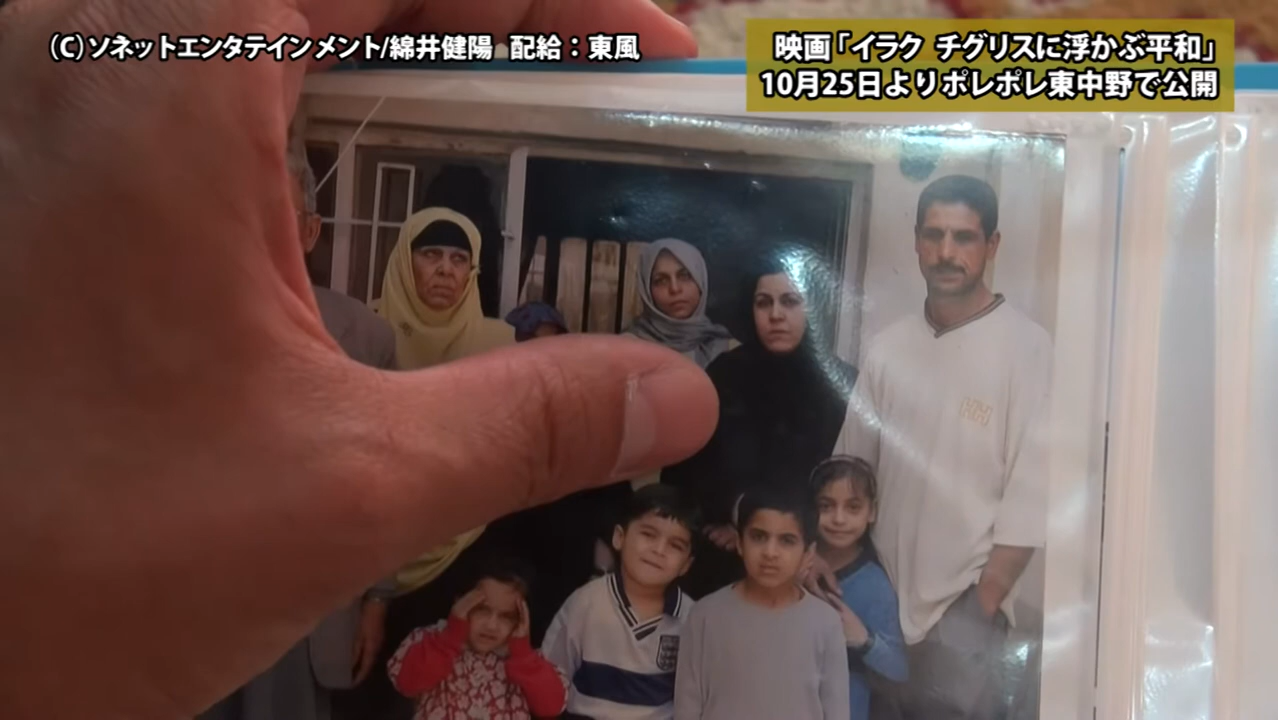 (C)ソネットエンタテインメント/綿井健陽 配給：東風
映画「イラク チグリスに浮かぶ平和」
10月25日よりポレポレ東中野で公開
HH